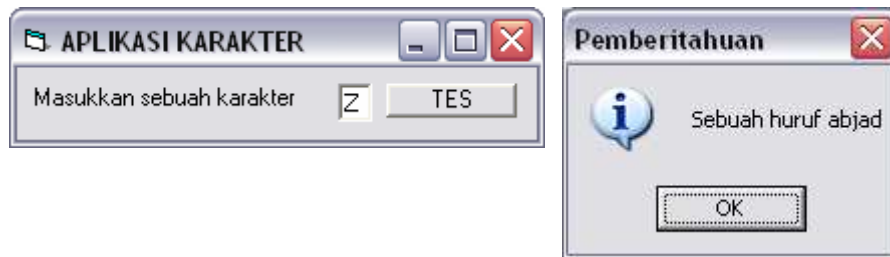 APLIKASI KARAKTER
Masukkan sebuah karakter Z TES
Pemberitahuan
Sebuah huruf abjad
OK